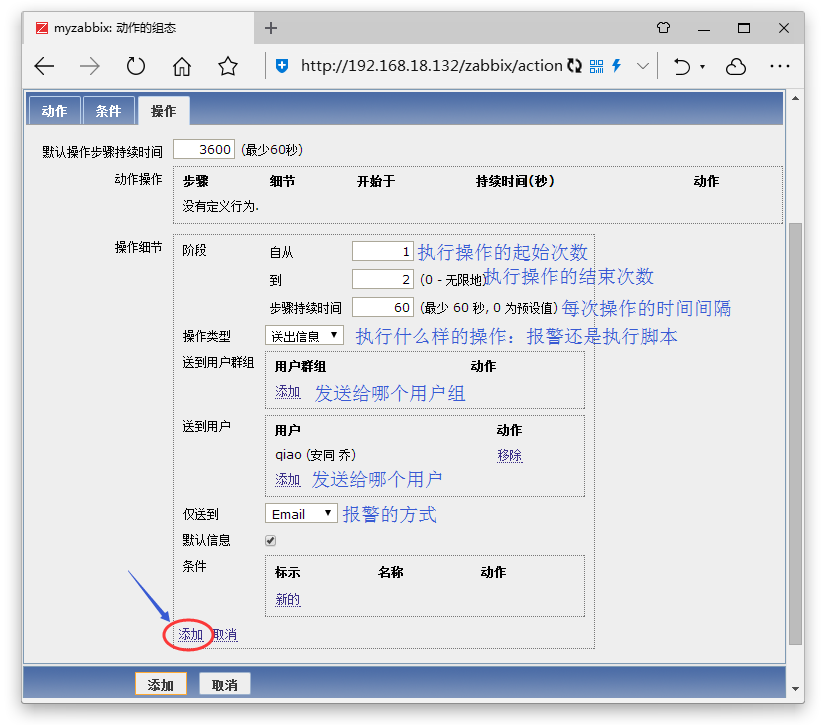 myzabbix: 动作的组态
http://192.168.18.132/zabbix/action
动作 条件 操作
默认操作步骤持续时间 3600 (最少60秒)
动作操作 步骤 细节 开始于 持续时间(秒) 动作
没有定义行为.
操作细节 阶段 自从 1 执行操作的起始次数
到 2 (0 - 无限地) 执行操作的结束次数
步骤持续时间 60 (最少 60 秒, 0 为预设值) 每次操作的时间间隔
操作类型 送出信息 执行什么样的操作：报警还是执行脚本
送到用户群组 用户群组 动作
添加 发送给哪个用户组
送到用户 用户 动作
qiao (安同 乔) 移除
添加 发送给哪个用户
仅送到 Email 报警的方式
默认信息
条件 标示 名称 动作
新的
添加 取消
添加 取消